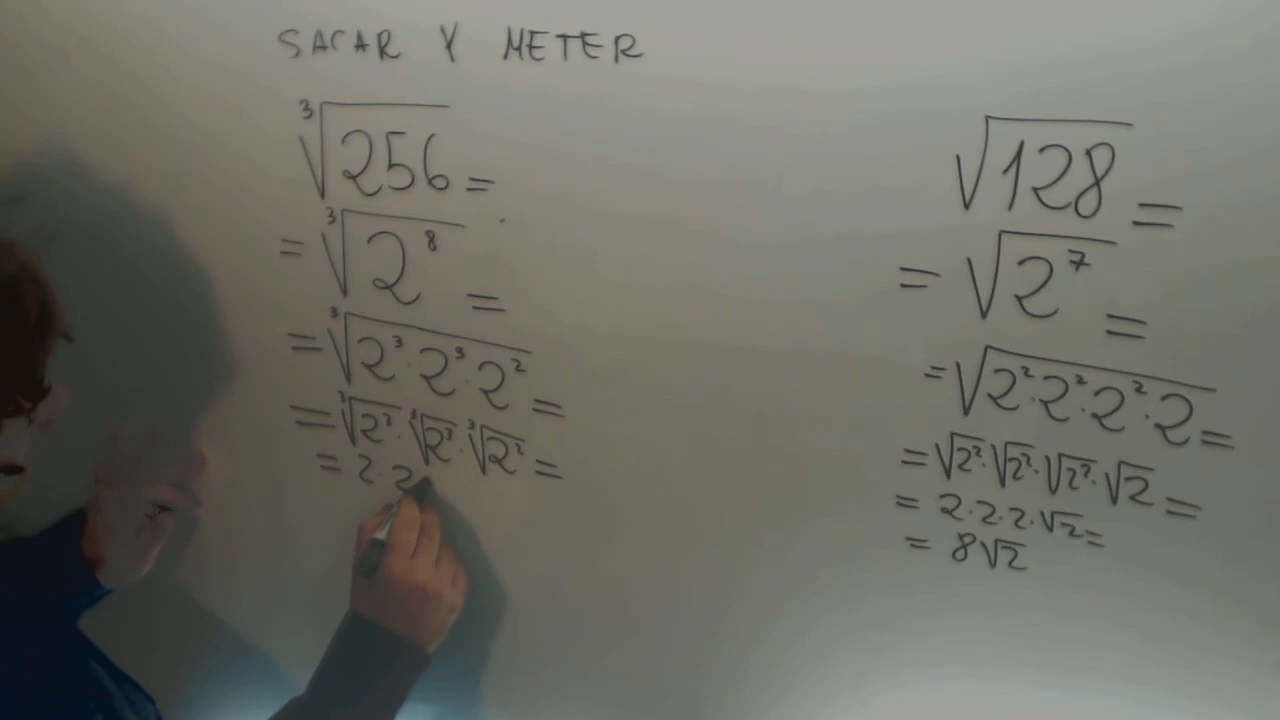 SACAR Y METER
∛256 =
= ∛2⁸ =
= ∛2³·2³·2² =
= ∛2³·∛2³·∛2² =
= 2·2
√128 =
= √2⁷ =
= √2²·2²·2²·2 =
= √2²·√2²·√2²·√2 =
= 2·2·2·√2 =
= 8√2